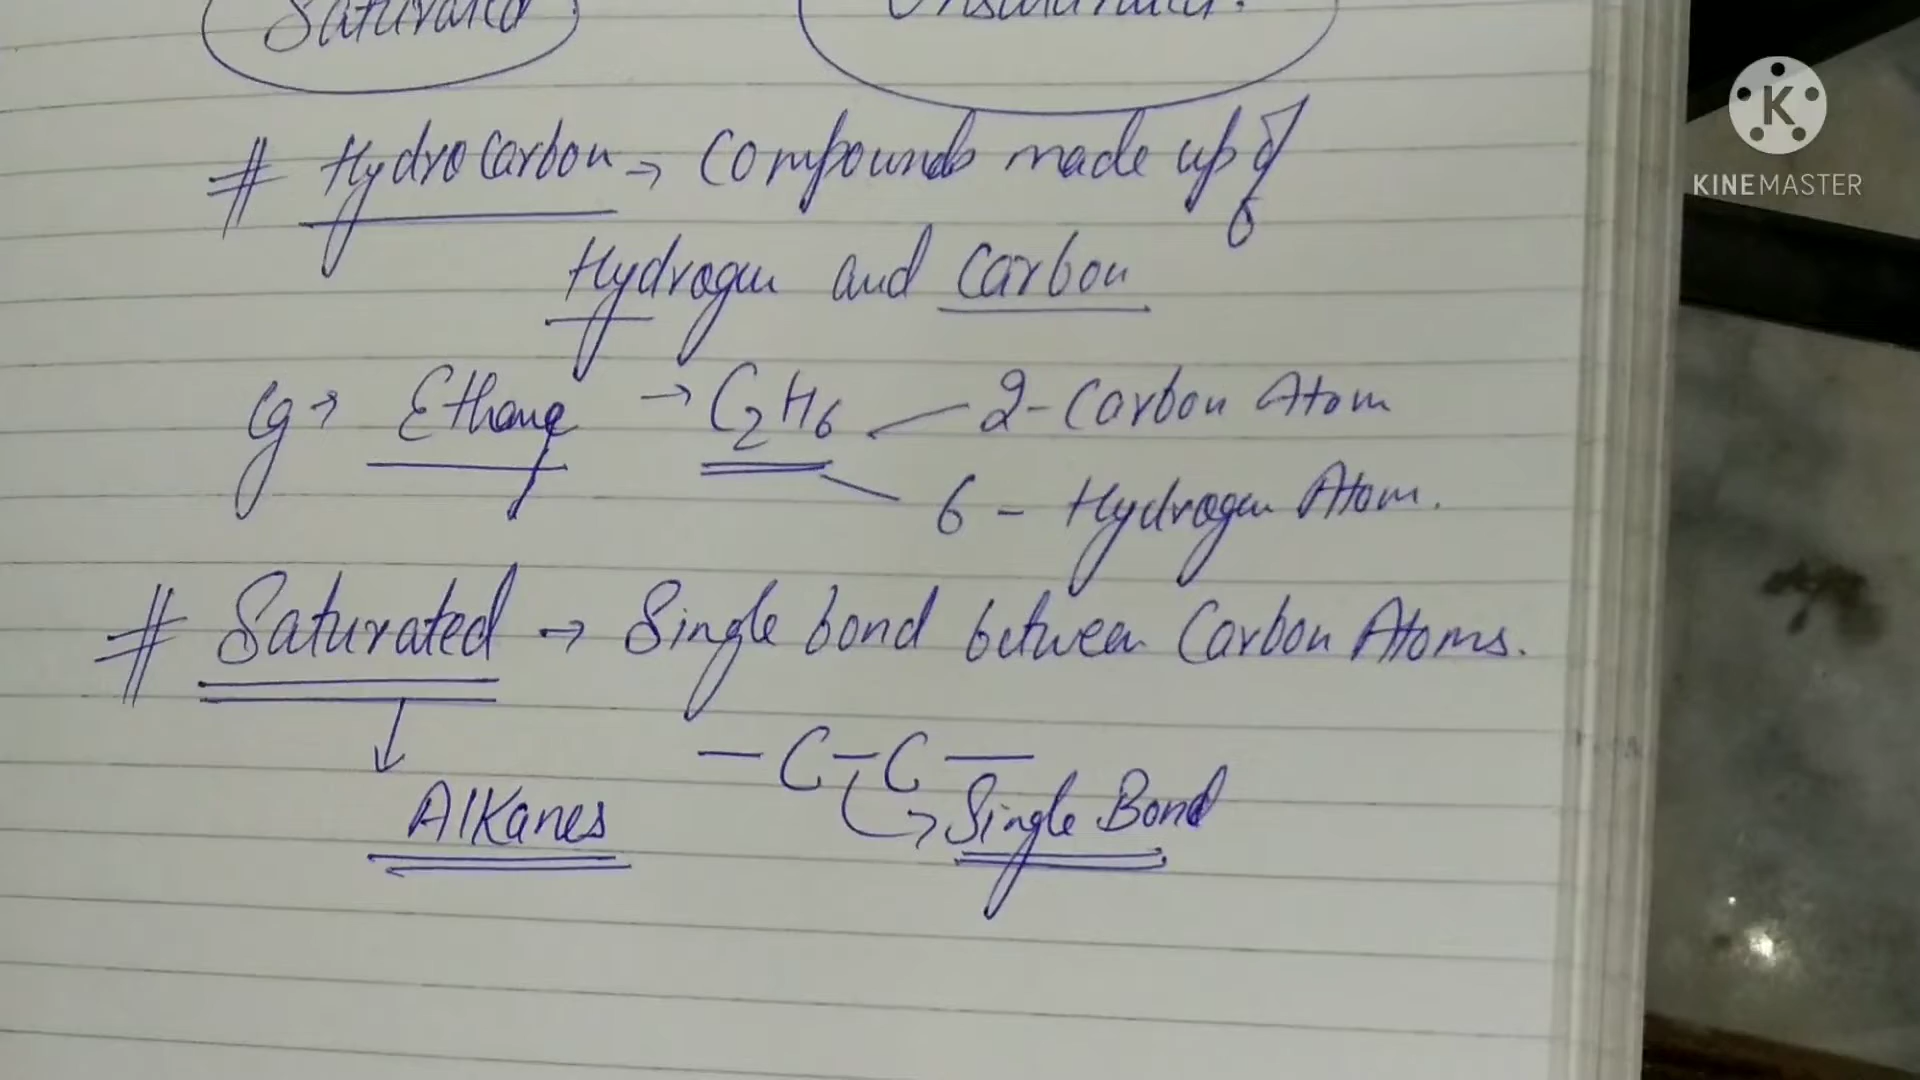 Saturated Unsaturated.
# Hydrocarbon → Compounds made up of
Hydrogen and Carbon
eg → Ethane → C2H6 2 - Carbon Atom
6 - Hydrogen Atom.
# Saturated → Single bond between Carbon Atoms.
— C — C —
→ Single Bond
Alkanes
K
KINEMASTER